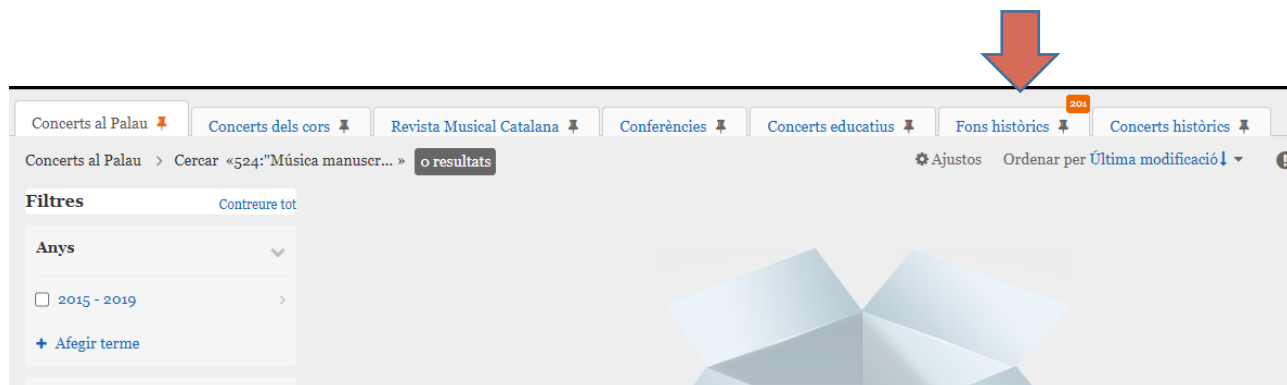 201
Concerts al Palau Concerts dels cors Revista Musical Catalana Conferències Concerts educatius Fons històrics Concerts històrics
Concerts al Palau > Cercar «524:"Música manuscr... » 0 resultats Ajustos Ordenar per Última modificació
Filtres Contreure tot
Anys
2015 - 2019
+ Afegir terme